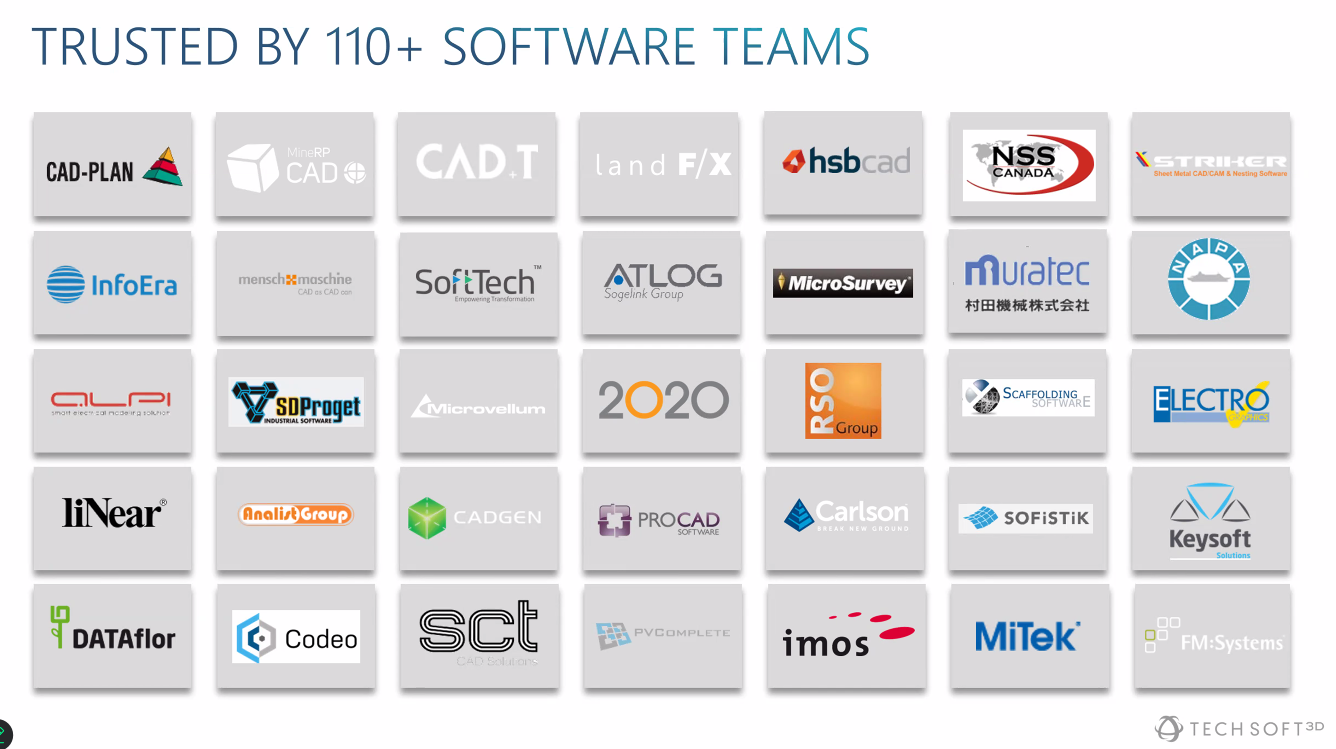 TRUSTED BY 110+ SOFTWARE TEAMS
CAD-PLAN
MineRP
CAD
CAD+T
land F/X
hsbcad
NSS
CANADA
STRIKER
Sheet Metal CAD/CAM & Nesting Software
InfoEra
mensch maschine
CAD as CAD can
SoftTech™
Empowering Transformation
ATLOG
Sogelink Group
MicroSurvey®
muratec
村田機械株式会社
NAPA
ALPI
smart electrical modeling solution
SDProget
INDUSTRIAL SOFTWARE
Microvellum
2020
RSO
Group
SCAFFOLDING
SOFTWARE
ELECTRO
liNear®
AnalistGroup
CADGEN
PROCAD
SOFTWARE
Carlson
BREAK NEW GROUND
SOFiSTiK
Keysoft
Solutions
DATAflor
Codeo
sct
CAD Solutions
PVCOMPLETE
imos
MiTek®
FM:Systems
TECH SOFT 3D